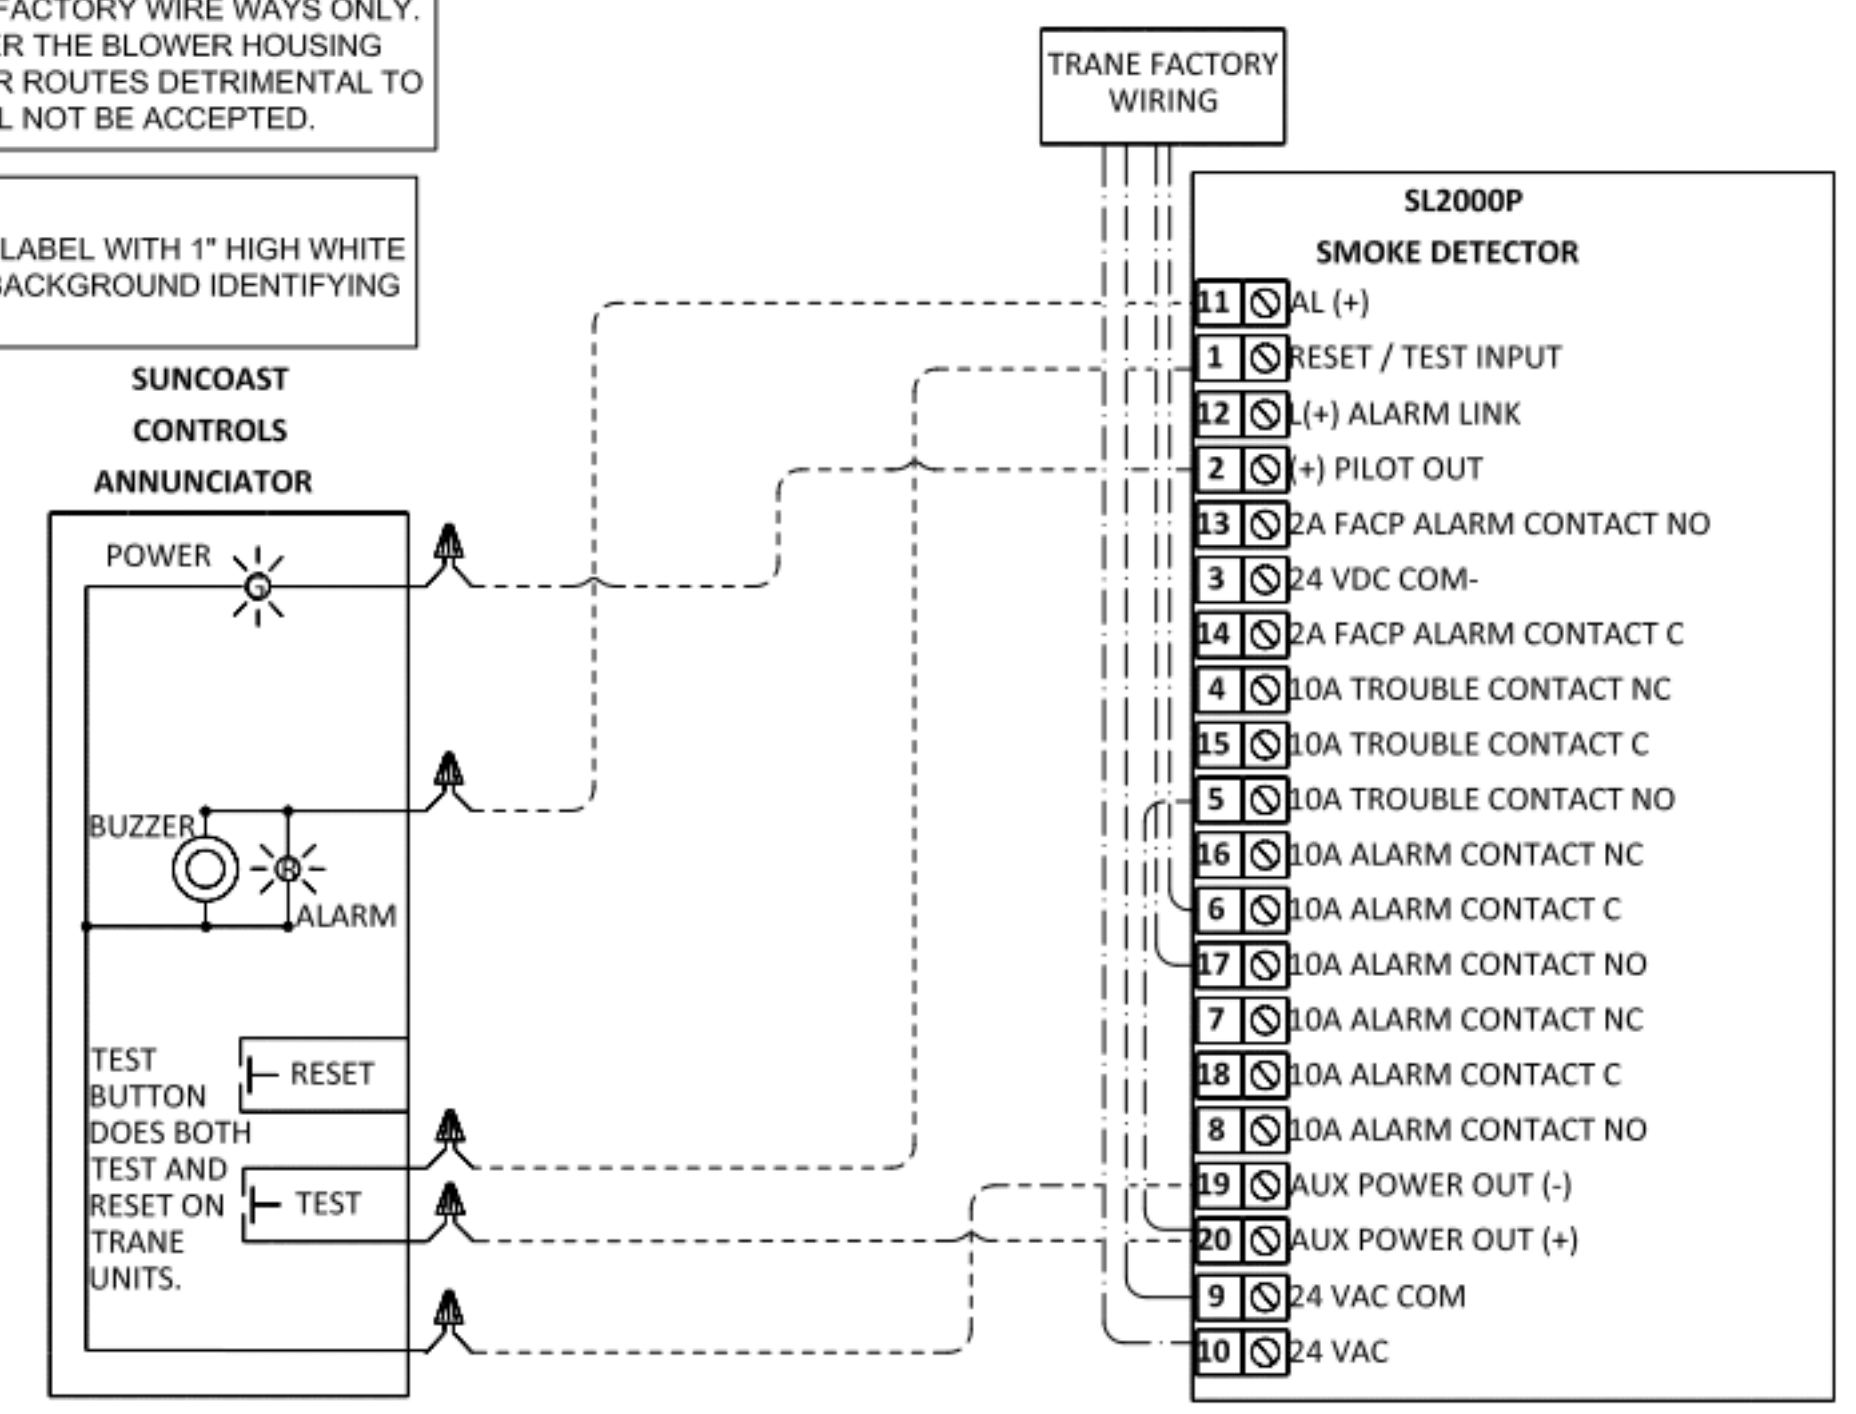 FACTORY WIRE WAYS ONLY.
ER THE BLOWER HOUSING
R ROUTES DETRIMENTAL TO
L NOT BE ACCEPTED.
LABEL WITH 1" HIGH WHITE
BACKGROUND IDENTIFYING
TRANE FACTORY
WIRING
SUNCOAST
CONTROLS
ANNUNCIATOR
POWER
G
BUZZER
R
ALARM
RESET
TEST
BUTTON
DOES BOTH
TEST AND
RESET ON
TRANE
UNITS.
TEST
SL2000P
SMOKE DETECTOR
11 AL (+)
1 RESET / TEST INPUT
12 L(+) ALARM LINK
2 (+) PILOT OUT
13 2A FACP ALARM CONTACT NO
3 24 VDC COM-
14 2A FACP ALARM CONTACT C
4 10A TROUBLE CONTACT NC
15 10A TROUBLE CONTACT C
5 10A TROUBLE CONTACT NO
16 10A ALARM CONTACT NC
6 10A ALARM CONTACT C
17 10A ALARM CONTACT NO
7 10A ALARM CONTACT NC
18 10A ALARM CONTACT C
8 10A ALARM CONTACT NO
19 AUX POWER OUT (-)
20 AUX POWER OUT (+)
9 24 VAC COM
10 24 VAC